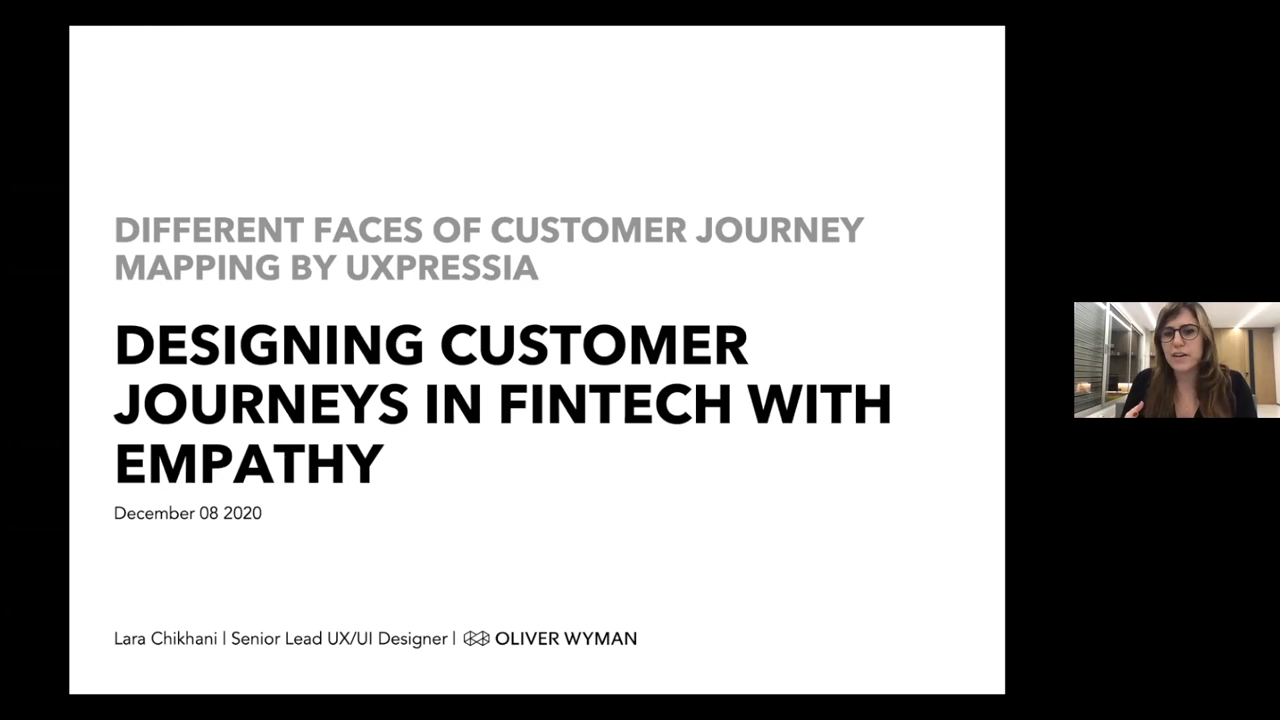 DIFFERENT FACES OF CUSTOMER JOURNEY
MAPPING BY UXPRESSIA
DESIGNING CUSTOMER
JOURNEYS IN FINTECH WITH
EMPATHY
December 08 2020
Lara Chikhani | Senior Lead UX/UI Designer | OLIVER WYMAN